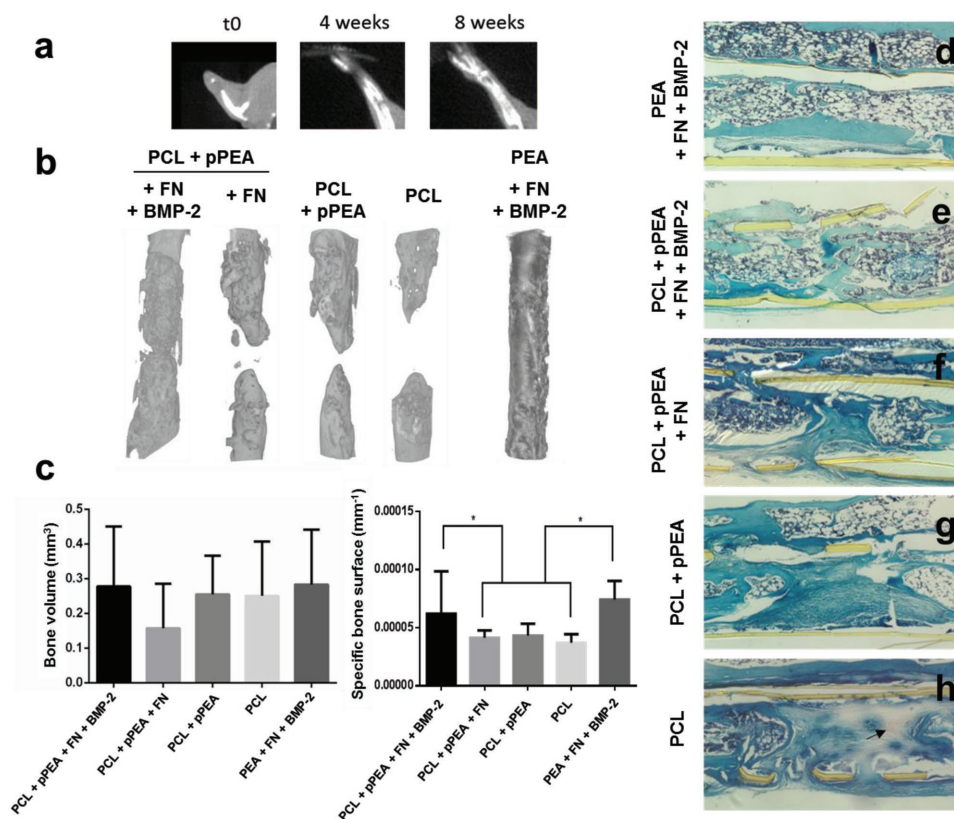 t0
4 weeks
8 weeks
a
b
PCL + pPEA
+ FN
+ BMP-2
+ FN
PCL
+ pPEA
PCL
PEA
+ FN
+ BMP-2
c
Bone volume (mm³)
0.5
0.4
0.3
0.2
0.1
0.0
PCL + pPEA + FN + BMP-2
PCL + pPEA + FN
PCL + pPEA
PCL
PEA + FN + BMP-2
Specific bone surface (mm⁻¹)
0.00015
0.00010
0.00005
0.00000
*
*
PCL + pPEA + FN + BMP-2
PCL + pPEA + FN
PCL + pPEA
PCL
PEA + FN + BMP-2
PEA
+ FN + BMP-2
d
PCL + pPEA
+ FN + BMP-2
e
PCL + pPEA
+ FN
f
PCL + pPEA
g
PCL
h